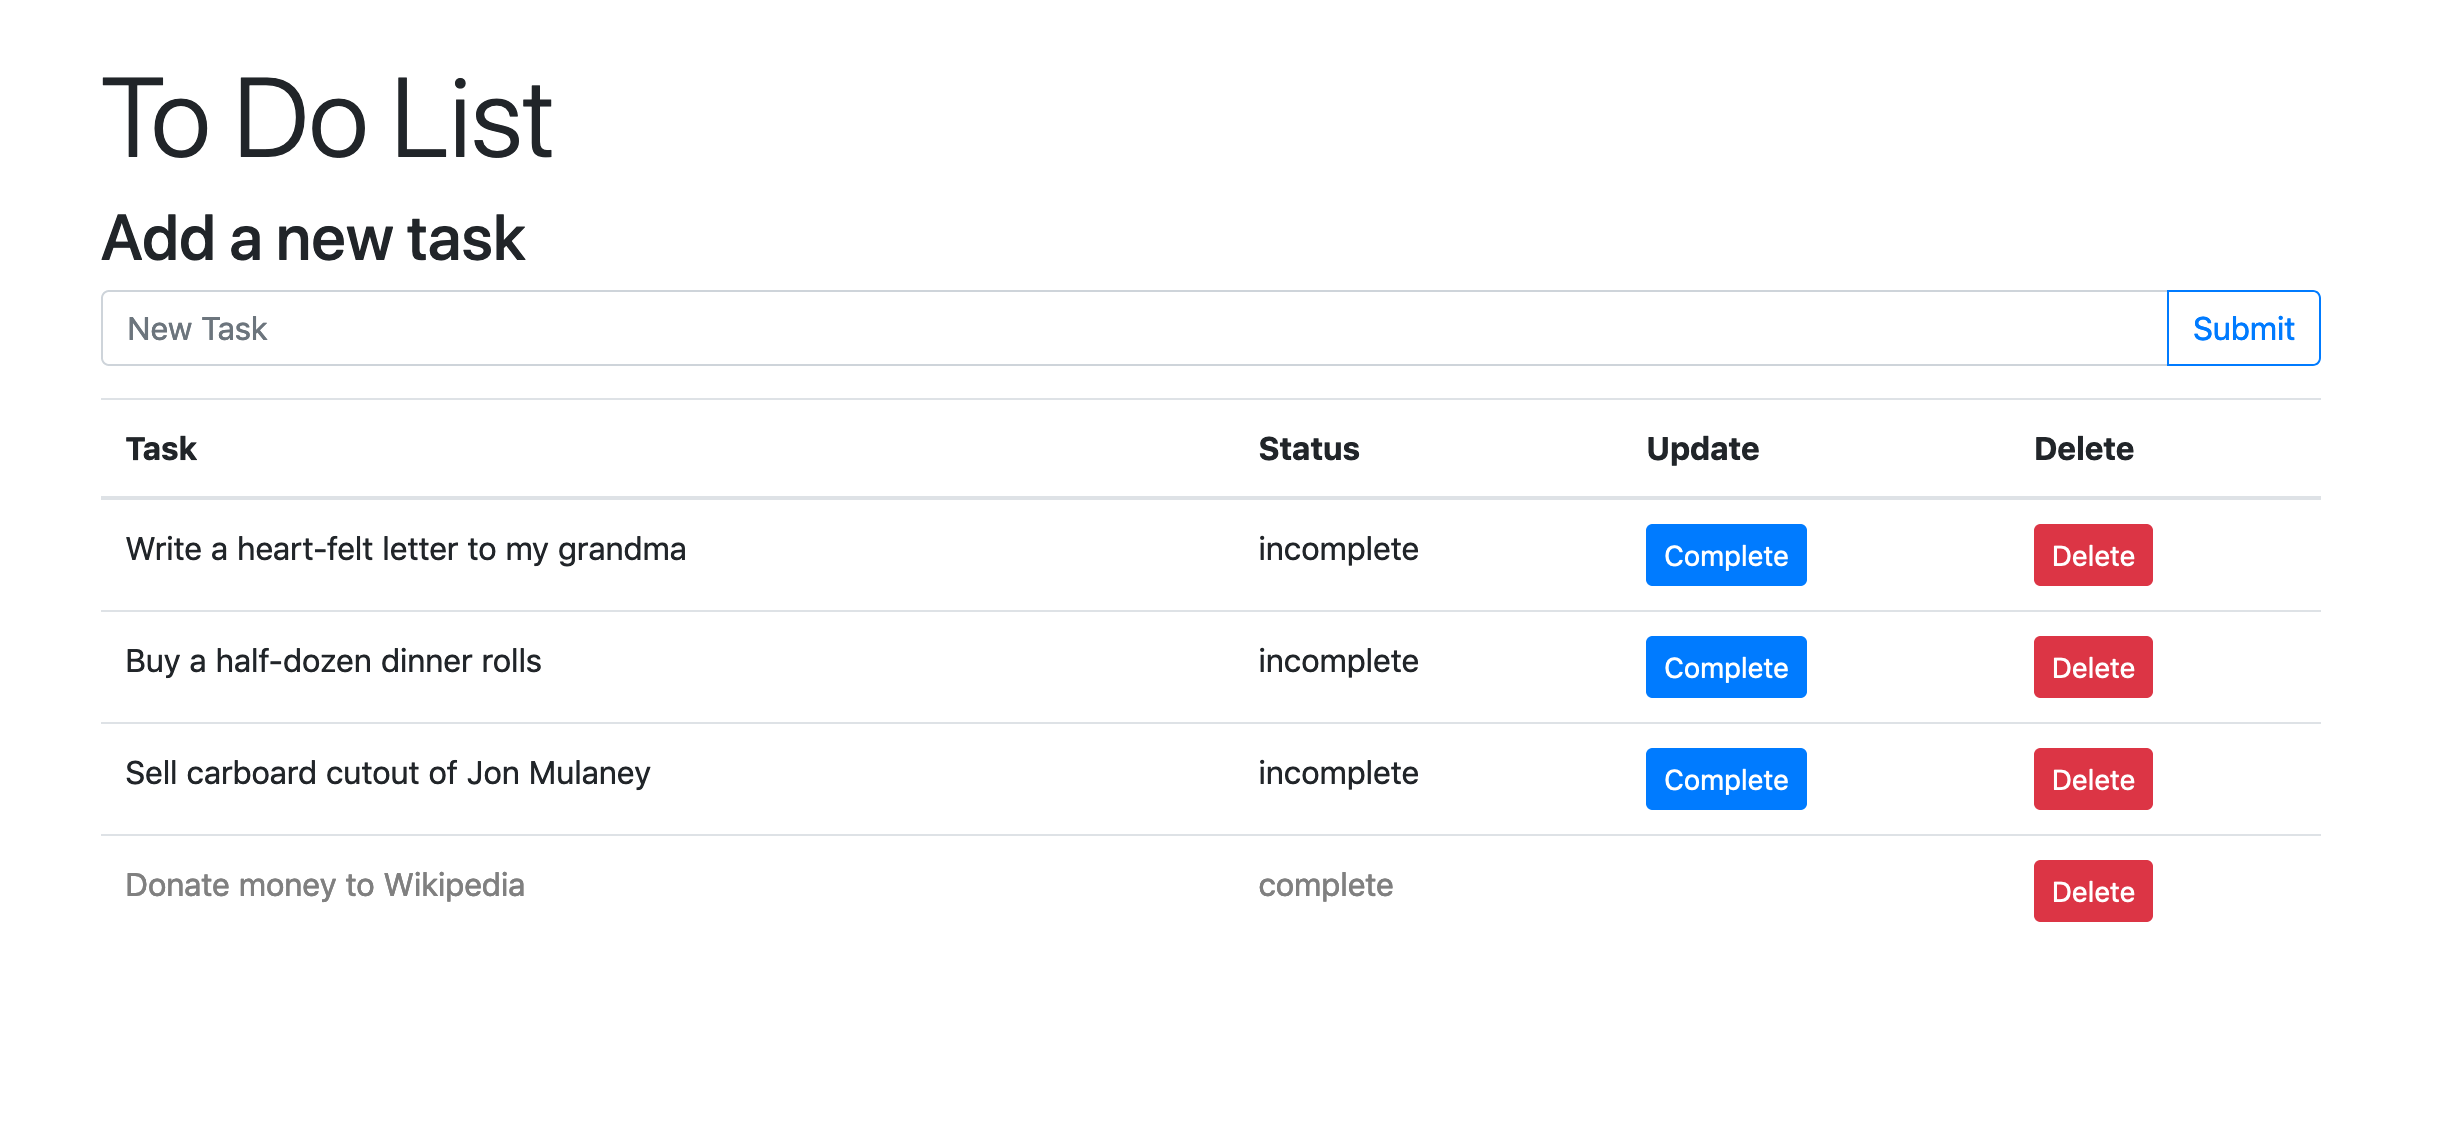 To Do List
Add a new task
New Task Submit
Task Status Update Delete
Write a heart-felt letter to my grandma incomplete Complete Delete
Buy a half-dozen dinner rolls incomplete Complete Delete
Sell carboard cutout of Jon Mulaney incomplete Complete Delete
Donate money to Wikipedia complete Delete